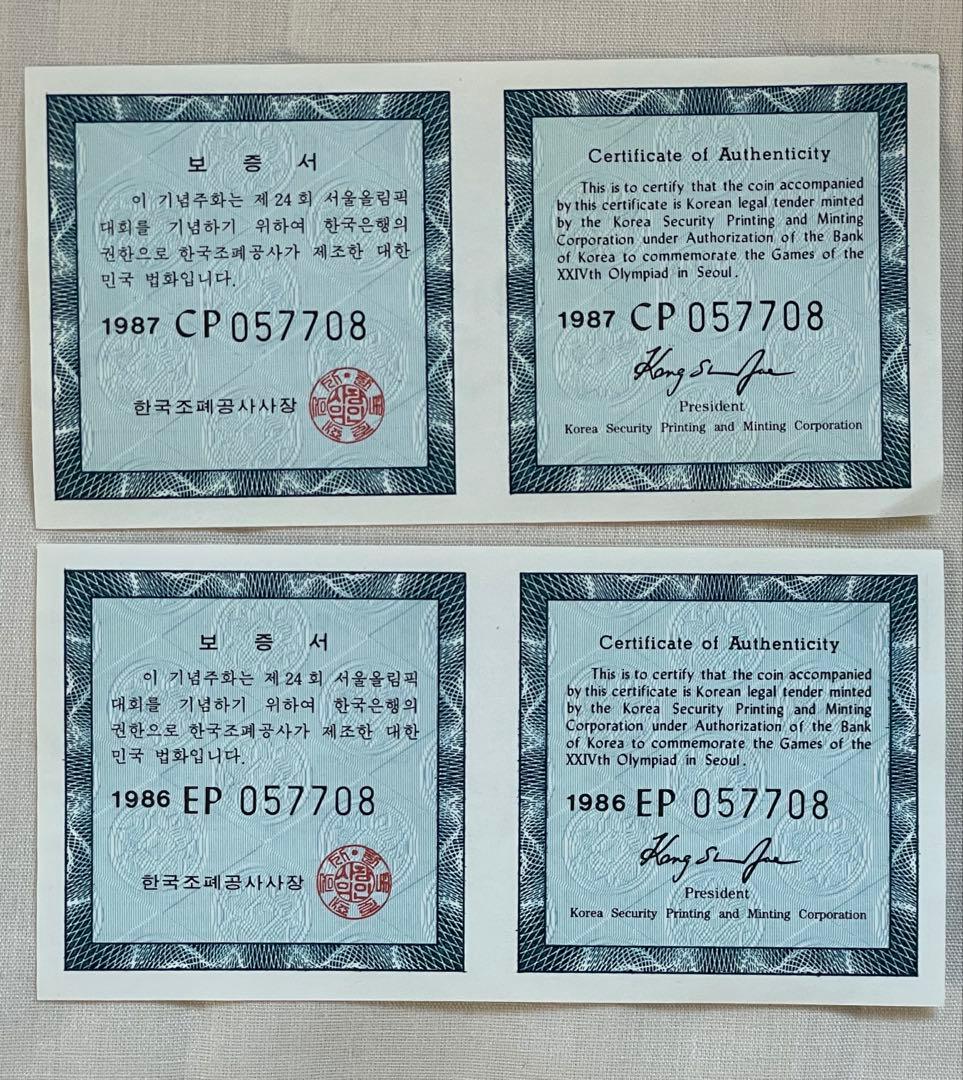 보 증 서
이 기념주화는 제 24 회 서울올림픽
대회를 기념하기 위하여 한국은행의
권한으로 한국조폐공사가 제조한 대한
민국 법화입니다.
1987 CP 057708
한국조폐공사사장
Certificate of Authenticity
This is to certify that the coin accompanied
by this certificate is Korean legal tender minted
by the Korea Security Printing and Minting
Corporation under Authorization of the Bank
of Korea to commemorate the Games of the
XXIVth Olympiad in Seoul.
1987 CP 057708
President
Korea Security Printing and Minting Corporation
보 증 서
이 기념주화는 제 24 회 서울올림픽
대회를 기념하기 위하여 한국은행의
권한으로 한국조폐공사가 제조한 대한
민국 법화입니다.
1986 EP 057708
한국조폐공사사장
Certificate of Authenticity
This is to certify that the coin accompanied
by this certificate is Korean legal tender minted
by the Korea Security Printing and Minting
Corporation under Authorization of the Bank
of Korea to commemorate the Games of the
XXIVth Olympiad in Seoul.
1986 EP 057708
President
Korea Security Printing and Minting Corporation